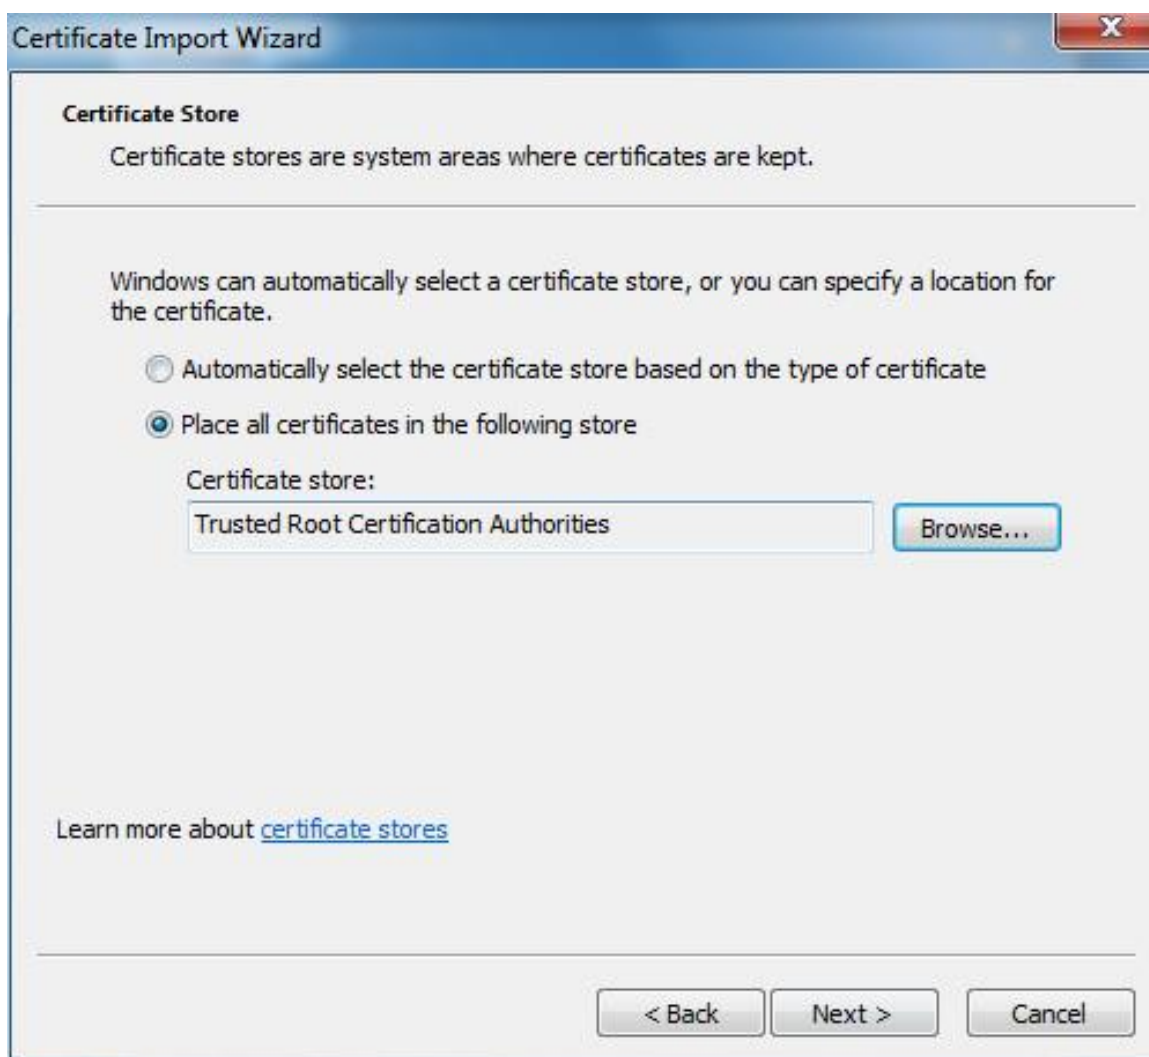 Certificate Import Wizard
X
Certificate Store
Certificate stores are system areas where certificates are kept.
Windows can automatically select a certificate store, or you can specify a location for
the certificate.
Automatically select the certificate store based on the type of certificate
Place all certificates in the following store
Certificate store:
Trusted Root Certification Authorities
Browse...
Learn more about certificate stores
< Back
Next >
Cancel